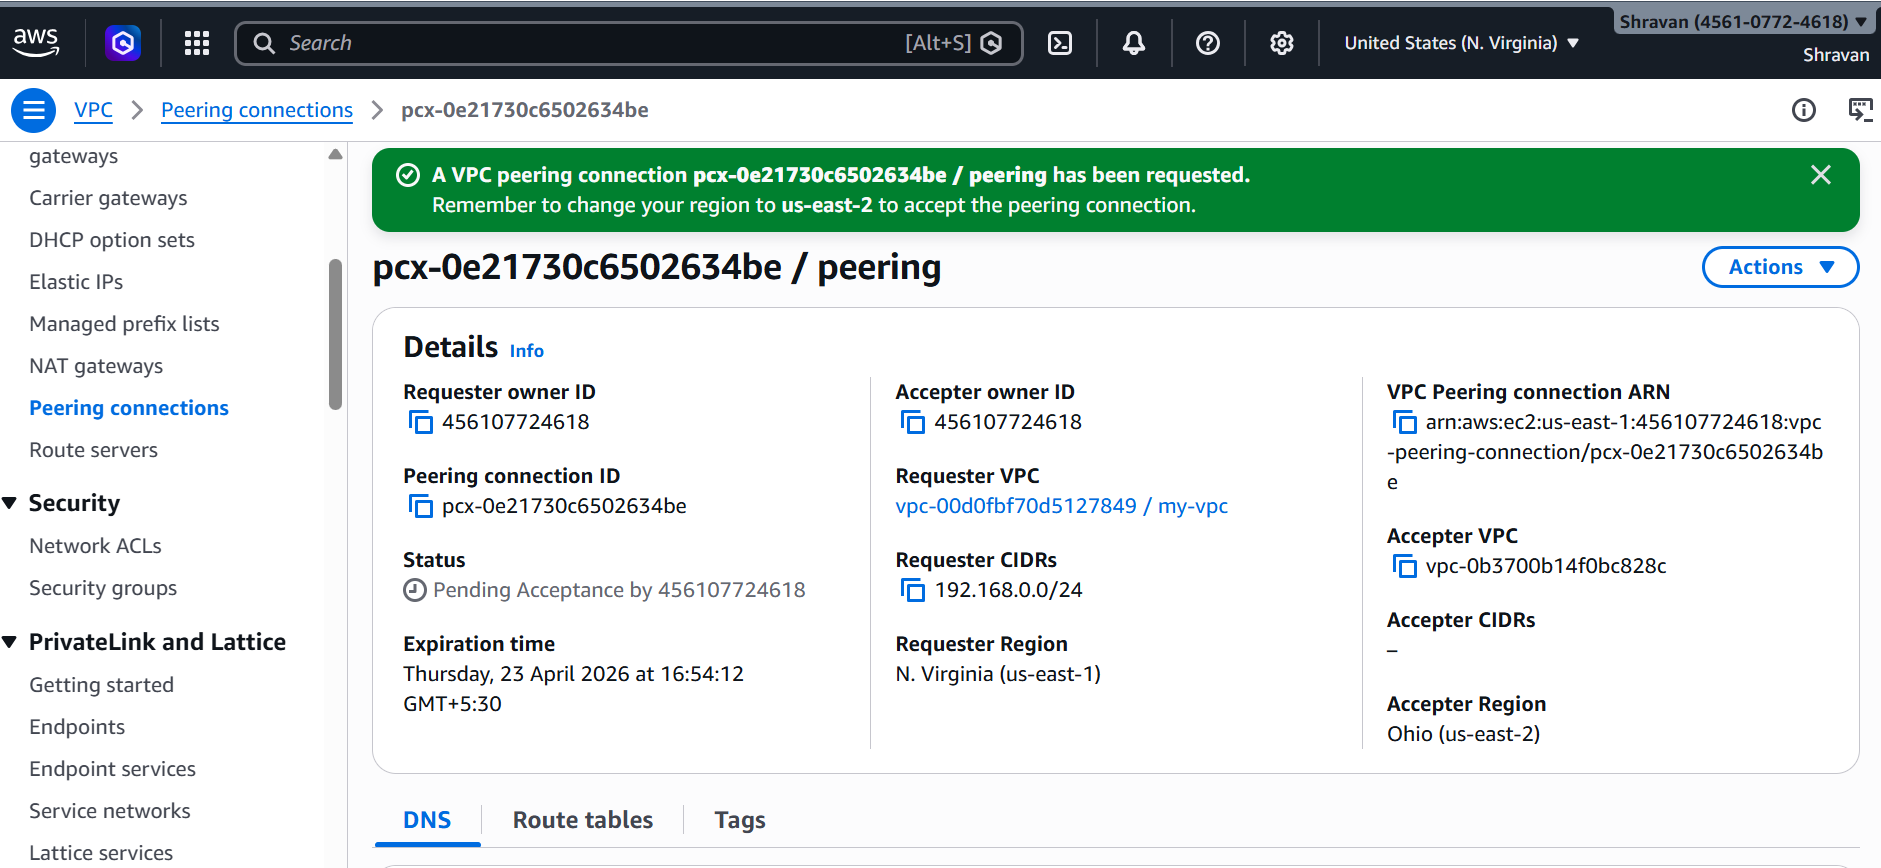 aws
Search
[Alt+S]
United States (N. Virginia)
Shravan (4561-0772-4618)
Shravan
VPC
Peering connections
pcx-0e21730c6502634be
gateways
Carrier gateways
DHCP option sets
Elastic IPs
Managed prefix lists
NAT gateways
Peering connections
Route servers
Security
Network ACLs
Security groups
PrivateLink and Lattice
Getting started
Endpoints
Endpoint services
Service networks
Lattice services
A VPC peering connection pcx-0e21730c6502634be / peering has been requested.
Remember to change your region to us-east-2 to accept the peering connection.
pcx-0e21730c6502634be / peering
Actions
Details Info
Requester owner ID
456107724618
Peering connection ID
pcx-0e21730c6502634be
Status
Pending Acceptance by 456107724618
Expiration time
Thursday, 23 April 2026 at 16:54:12
GMT+5:30
Accepter owner ID
456107724618
Requester VPC
vpc-00d0fbf70d5127849 / my-vpc
Requester CIDRs
192.168.0.0/24
Requester Region
N. Virginia (us-east-1)
VPC Peering connection ARN
arn:aws:ec2:us-east-1:456107724618:vpc
-peering-connection/pcx-0e21730c6502634b
e
Accepter VPC
vpc-0b3700b14f0bc828c
Accepter CIDRs
–
Accepter Region
Ohio (us-east-2)
DNS
Route tables
Tags